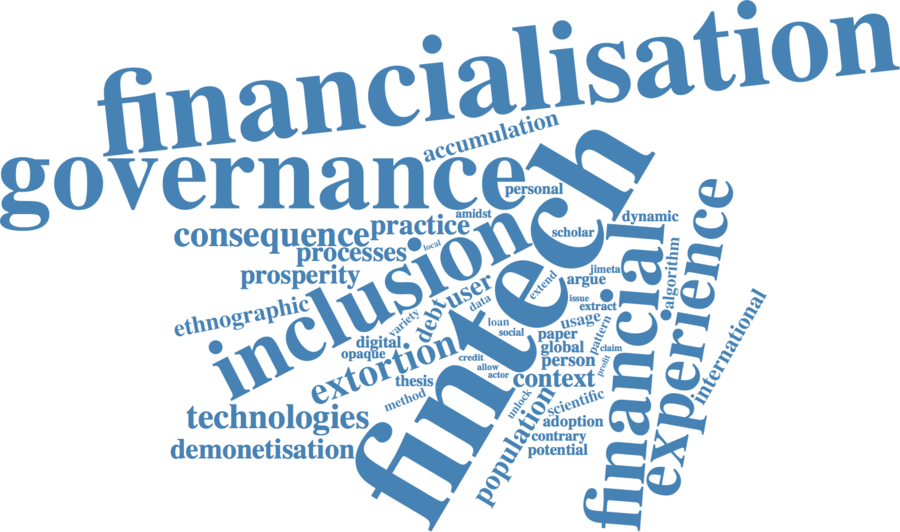 financialisation
accumulation
governance
personal
fintech
amidst
practice
dynamic
experience
consequence
scholar
local
processes
inclusion
financial
algorithm
prosperity
jimeta
argue
extend
user
data
ethnographic
issue
extract
variety
debt
loan
usage
pattern
international
social
digital
paper
opaque
extortion
global
claim
credit
person
profit
allow
actor
thesis
context
method
unlock
scientific
technologies
population
adoption
contrary
demonetisation
potential